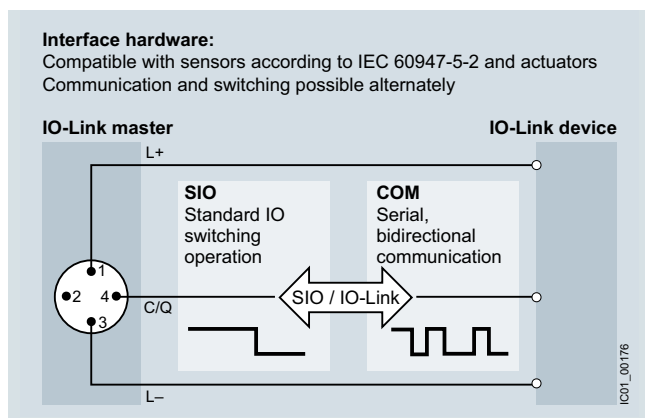 Interface hardware:
Compatible with sensors according to IEC 60947-5-2 and actuators
Communication and switching possible alternately
IO-Link master
IO-Link device
L+
SIO
Standard IO
switching
operation
COM
Serial,
bidirectional
communication
1
2
4
3
C/Q
SIO / IO-Link
L–
IC01_00176